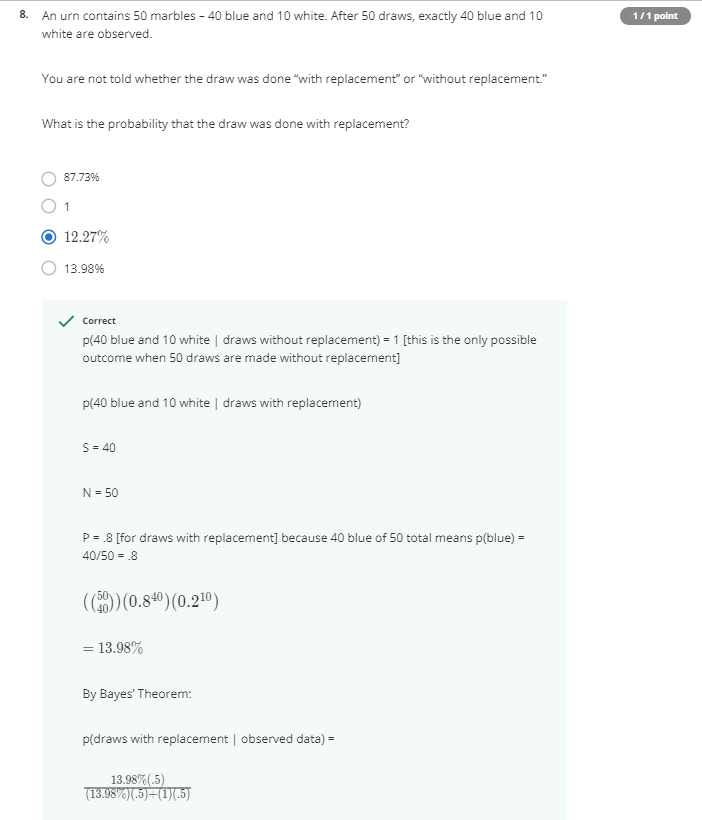 8. An urn contains 50 marbles – 40 blue and 10 white. After 50 draws, exactly 40 blue and 10
1 / 1 point
white are observed.
You are not told whether the draw was done “with replacement” or “without replacement.”
What is the probability that the draw was done with replacement?
87.73%
1
12.27%
13.98%
Correct
p(40 blue and 10 white | draws without replacement) = 1 [this is the only possible
outcome when 50 draws are made without replacement]
p(40 blue and 10 white | draws with replacement)
S = 40
N = 50
P = .8 [for draws with replacement] because 40 blue of 50 total means p(blue) =
40/50 = .8
((50 40))(0.8^40)(0.2^10)
= 13.98%
By Bayes’ Theorem:
p(draws with replacement | observed data) =
13.98%(.5)
(13.98%)(.5)+(1)(.5)